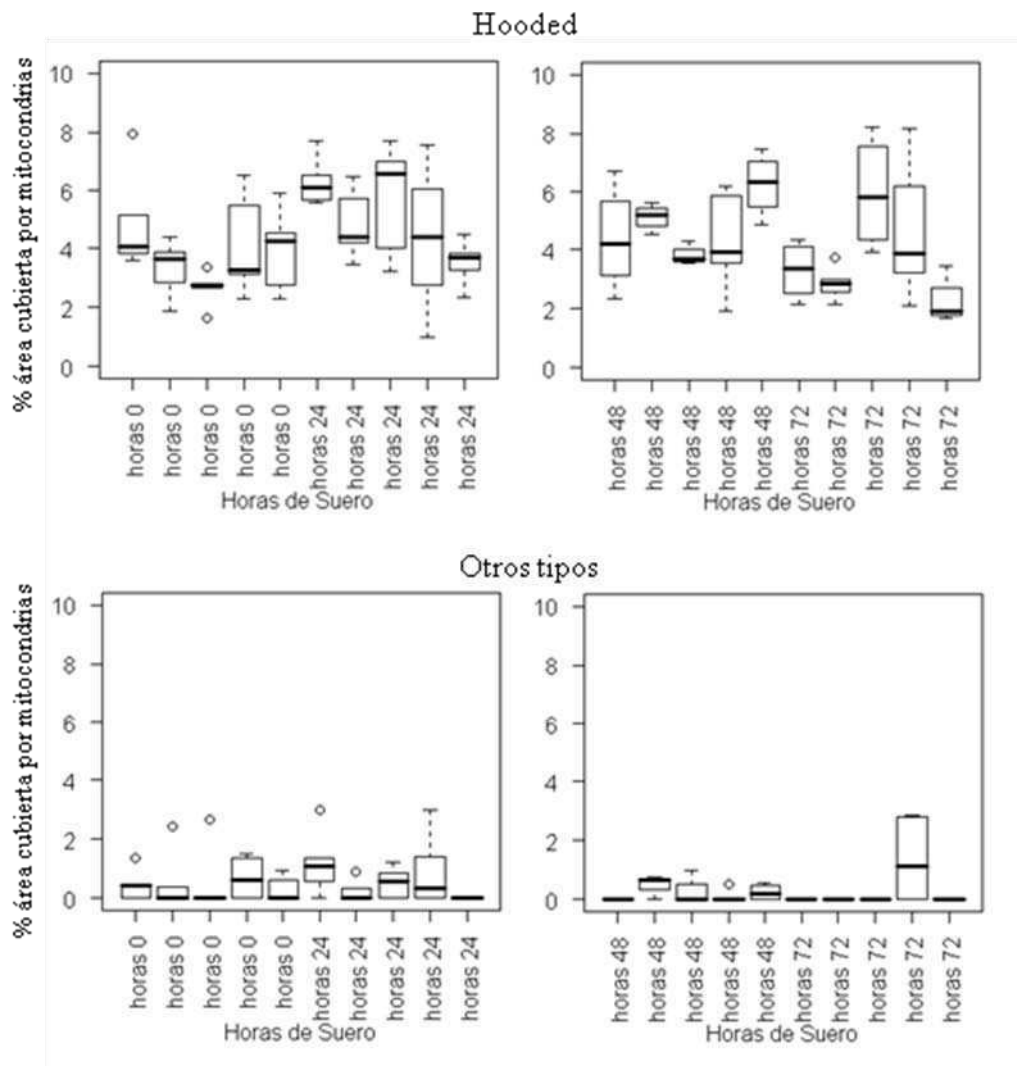 Hooded
% área cubierta por mitocondrias
10
8
6
4
2
0
horas 0
horas 0
horas 0
horas 0
horas 0
horas 24
horas 24
horas 24
horas 24
horas 24
Horas de Suero
10
8
6
4
2
0
horas 48
horas 48
horas 48
horas 48
horas 48
horas 72
horas 72
horas 72
horas 72
horas 72
Horas de Suero
Otros tipos
% área cubierta por mitocondrias
10
8
6
4
2
0
horas 0
horas 0
horas 0
horas 0
horas 0
horas 24
horas 24
horas 24
horas 24
horas 24
Horas de Suero
10
8
6
4
2
0
horas 48
horas 48
horas 48
horas 48
horas 48
horas 72
horas 72
horas 72
horas 72
horas 72
Horas de Suero